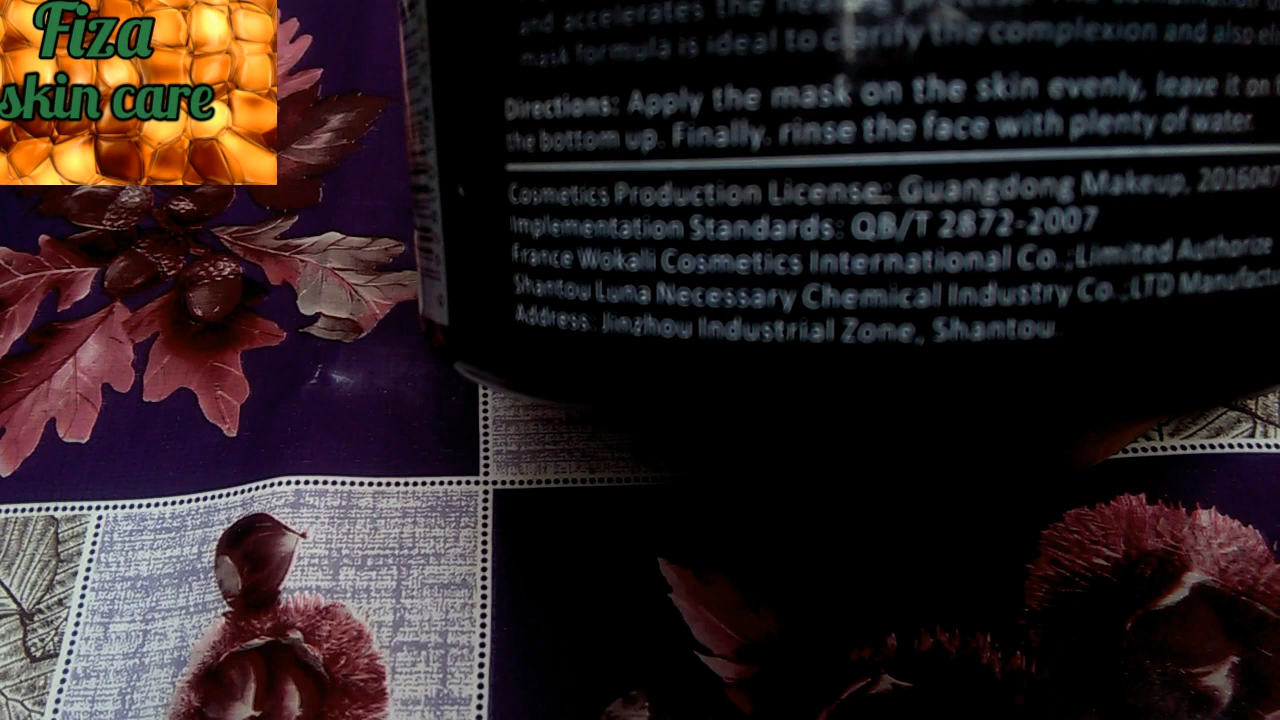 Fiza
skin care
and accelerates the
mask formula is ideal to clarify the complexion and also
Directions: Apply the mask on the skin evenly, leave it on
the bottom up. Finally. rinse the face with plenty of water.
Cosmetics Production License: Guangdong Makeup, 201604
Implementation Standards: QB/T 2872-2007
France Wokali Cosmetics International Co .,Limited Authorize
Shantou Luna Necessary Chemical Industry Co .,LTD Manufactu
Address: Jinzhou Industrial Zone, Shantou